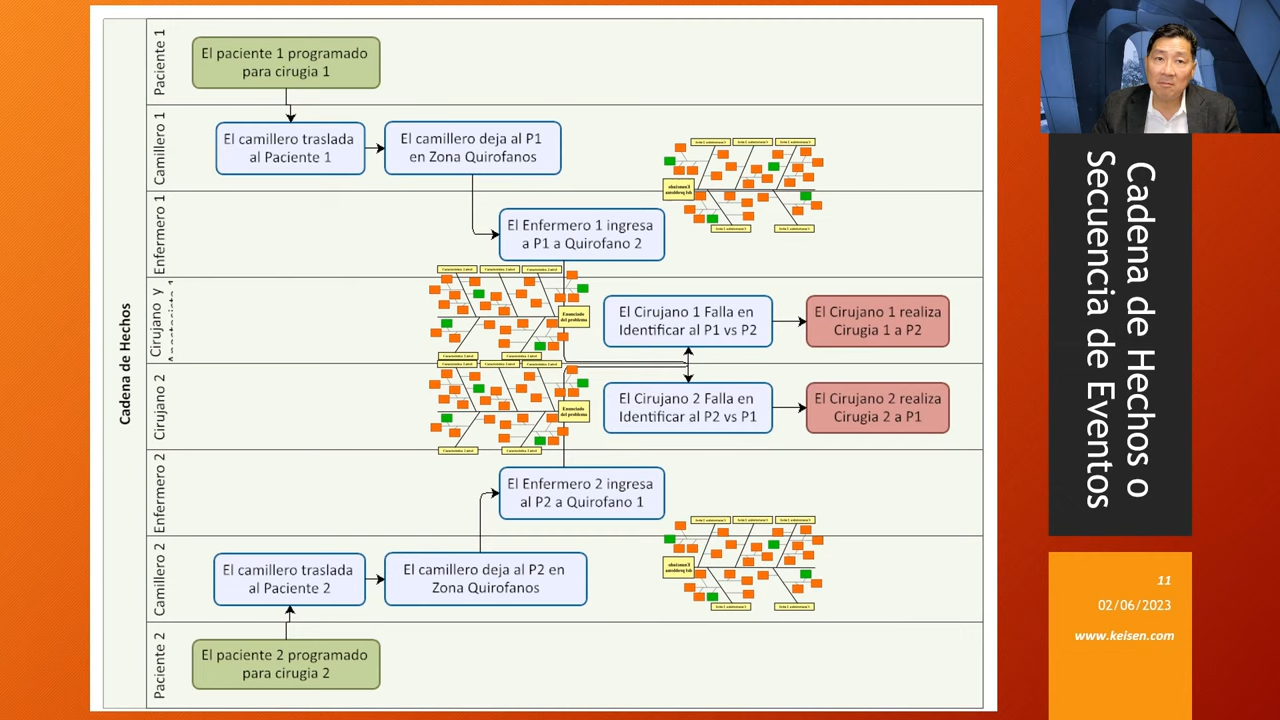 Cadena de Hechos
Paciente 1
El paciente 1 programado
para cirugia 1
Camillero 1
El camillero traslada
al Paciente 1
El camillero deja al P1
en Zona Quirofanos
Enfermero 1
El Enfermero 1 ingresa
a P1 a Quirofano 2
Cirujano y
El Cirujano 1 Falla en
Identificar al P1 vs P2
El Cirujano 1 realiza
Cirugia 1 a P2
Enunciado
del problema
Cirujano 2
El Cirujano 2 Falla en
Identificar al P2 vs P1
El Cirujano 2 realiza
Cirugia 2 a P1
Enunciado
del problema
Enfermero 2
El Enfermero 2 ingresa
al P2 a Quirofano 1
Camillero 2
El camillero traslada
al Paciente 2
El camillero deja al P2 en
Zona Quirofanos
Paciente 2
El paciente 2 programado
para cirugia 2
Cadena de Hechos o
Secuencia de Eventos
11
02/06/2023
www.keisen.com